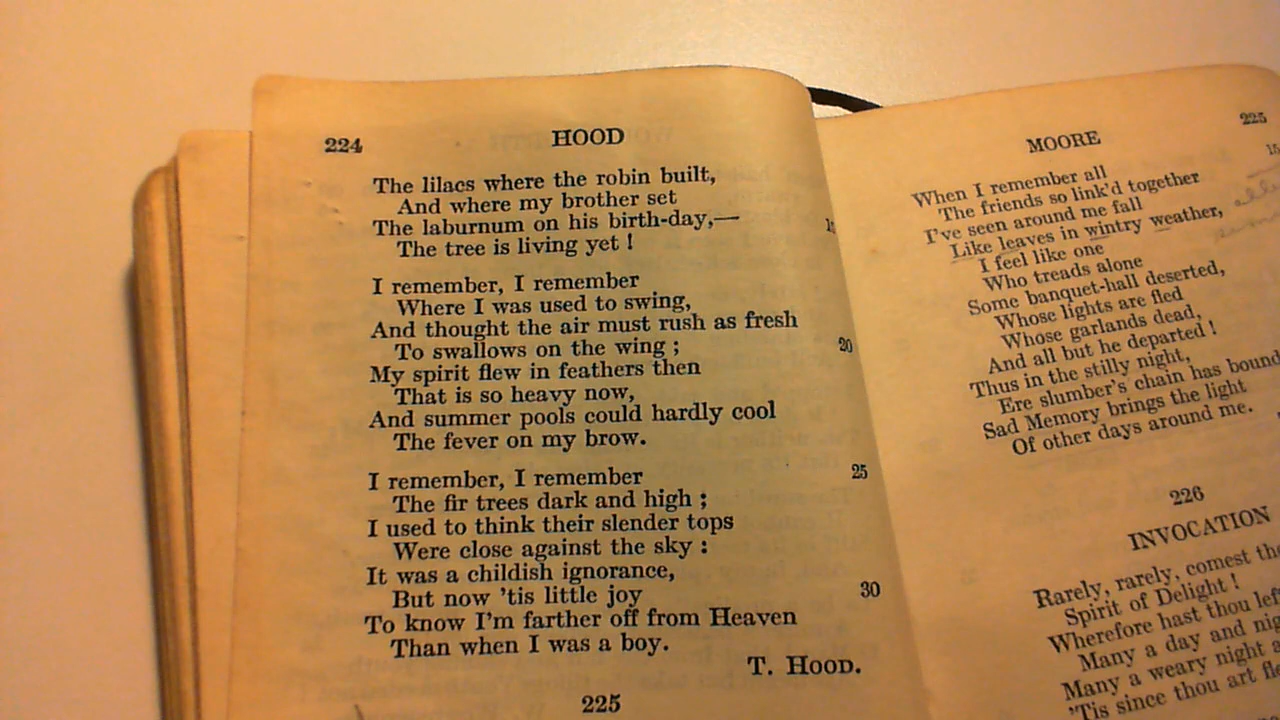 224
HOOD
The lilacs where the robin built,
And where my brother set
The laburnum on his birth-day,—
The tree is living yet !
I remember, I remember
Where I was used to swing,
And thought the air must rush as fresh
To swallows on the wing ;
20
My spirit flew in feathers then
That is so heavy now,
And summer pools could hardly cool
The fever on my brow.
I remember, I remember
25
The fir trees dark and high ;
I used to think their slender tops
Were close against the sky :
It was a childish ignorance,
But now 'tis little joy
30
To know I'm farther off from Heaven
Than when I was a boy.
T. HOOD.
225
MOORE
225
When I remember all
15
The friends so link'd together
I've seen around me fall
Like leaves in wintry weather,
I feel like one
Who treads alone
Some banquet-hall deserted,
Whose lights are fled
Whose garlands dead,
And all but he departed !
Thus in the stilly night,
Ere slumber's chain has bound
Sad Memory brings the light
Of other days around me.
226
INVOCATION
Rarely, rarely, comest
Spirit of Delight !
Wherefore hast thou
Many a day and
Many a weary night
'Tis since thou art